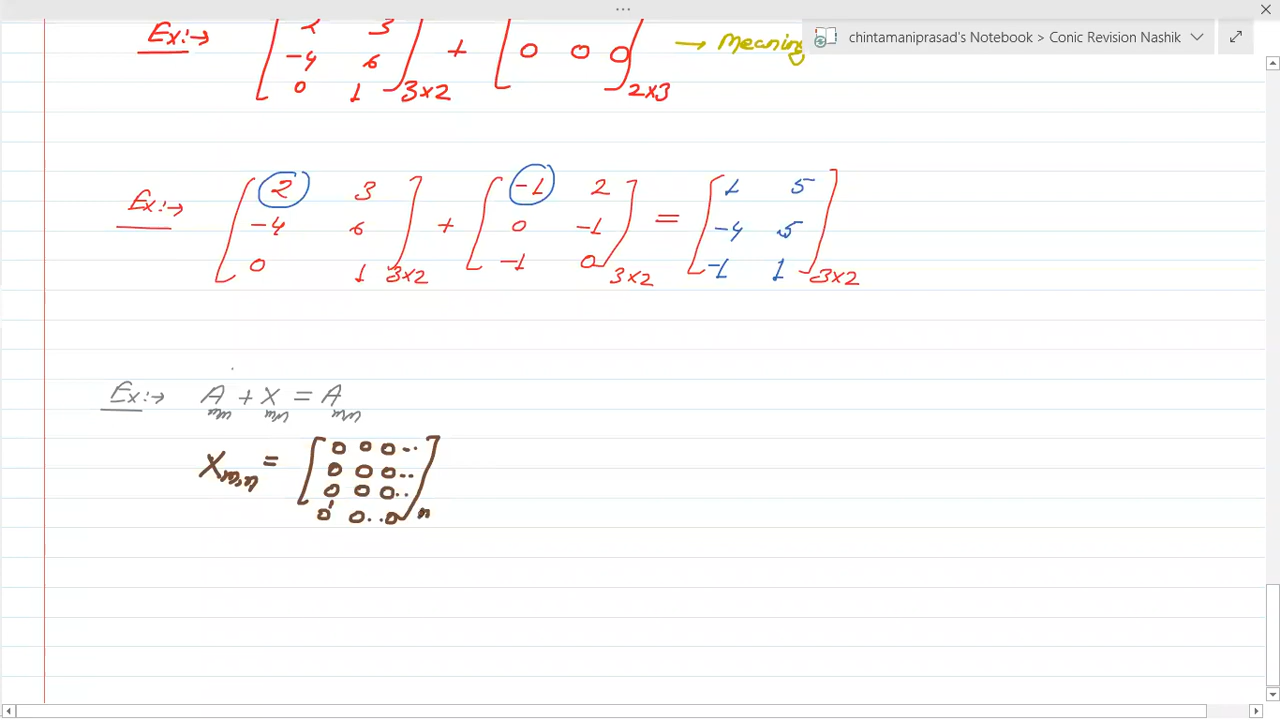 ...
chintamaniprasad's Notebook > Conic Revision Nashik
Ex:→ [ 2 3 ; -4 6 ; 0 1 ]3×2 + [ 0 0 0 ]2×3 → Meaning
Ex:→ [ 2 3 ; -4 6 ; 0 1 ]3×2 + [ -1 2 ; 0 -1 ; -1 0 ]3×2 = [ 1 5 ; -4 5 ; -1 1 ]3×2
Ex:→ A + X = A
X = [ 0 0 0 .. ; 0 0 0 .. ; 0 0 0 .. ; 0 0 .. 0 ]